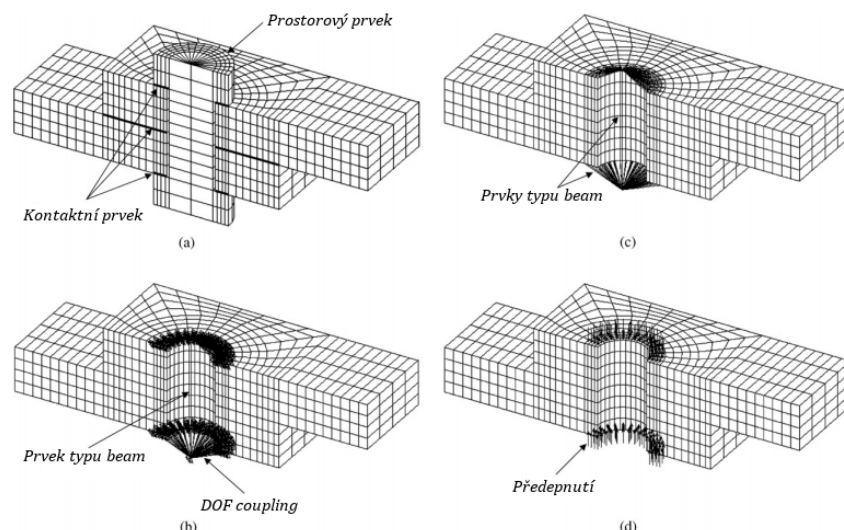 Prostorový prvek
Kontaktní prvek
(a)
Prvky typu beam
(c)
Prvek typu beam
DOF coupling
(b)
Předepnutí
(d)